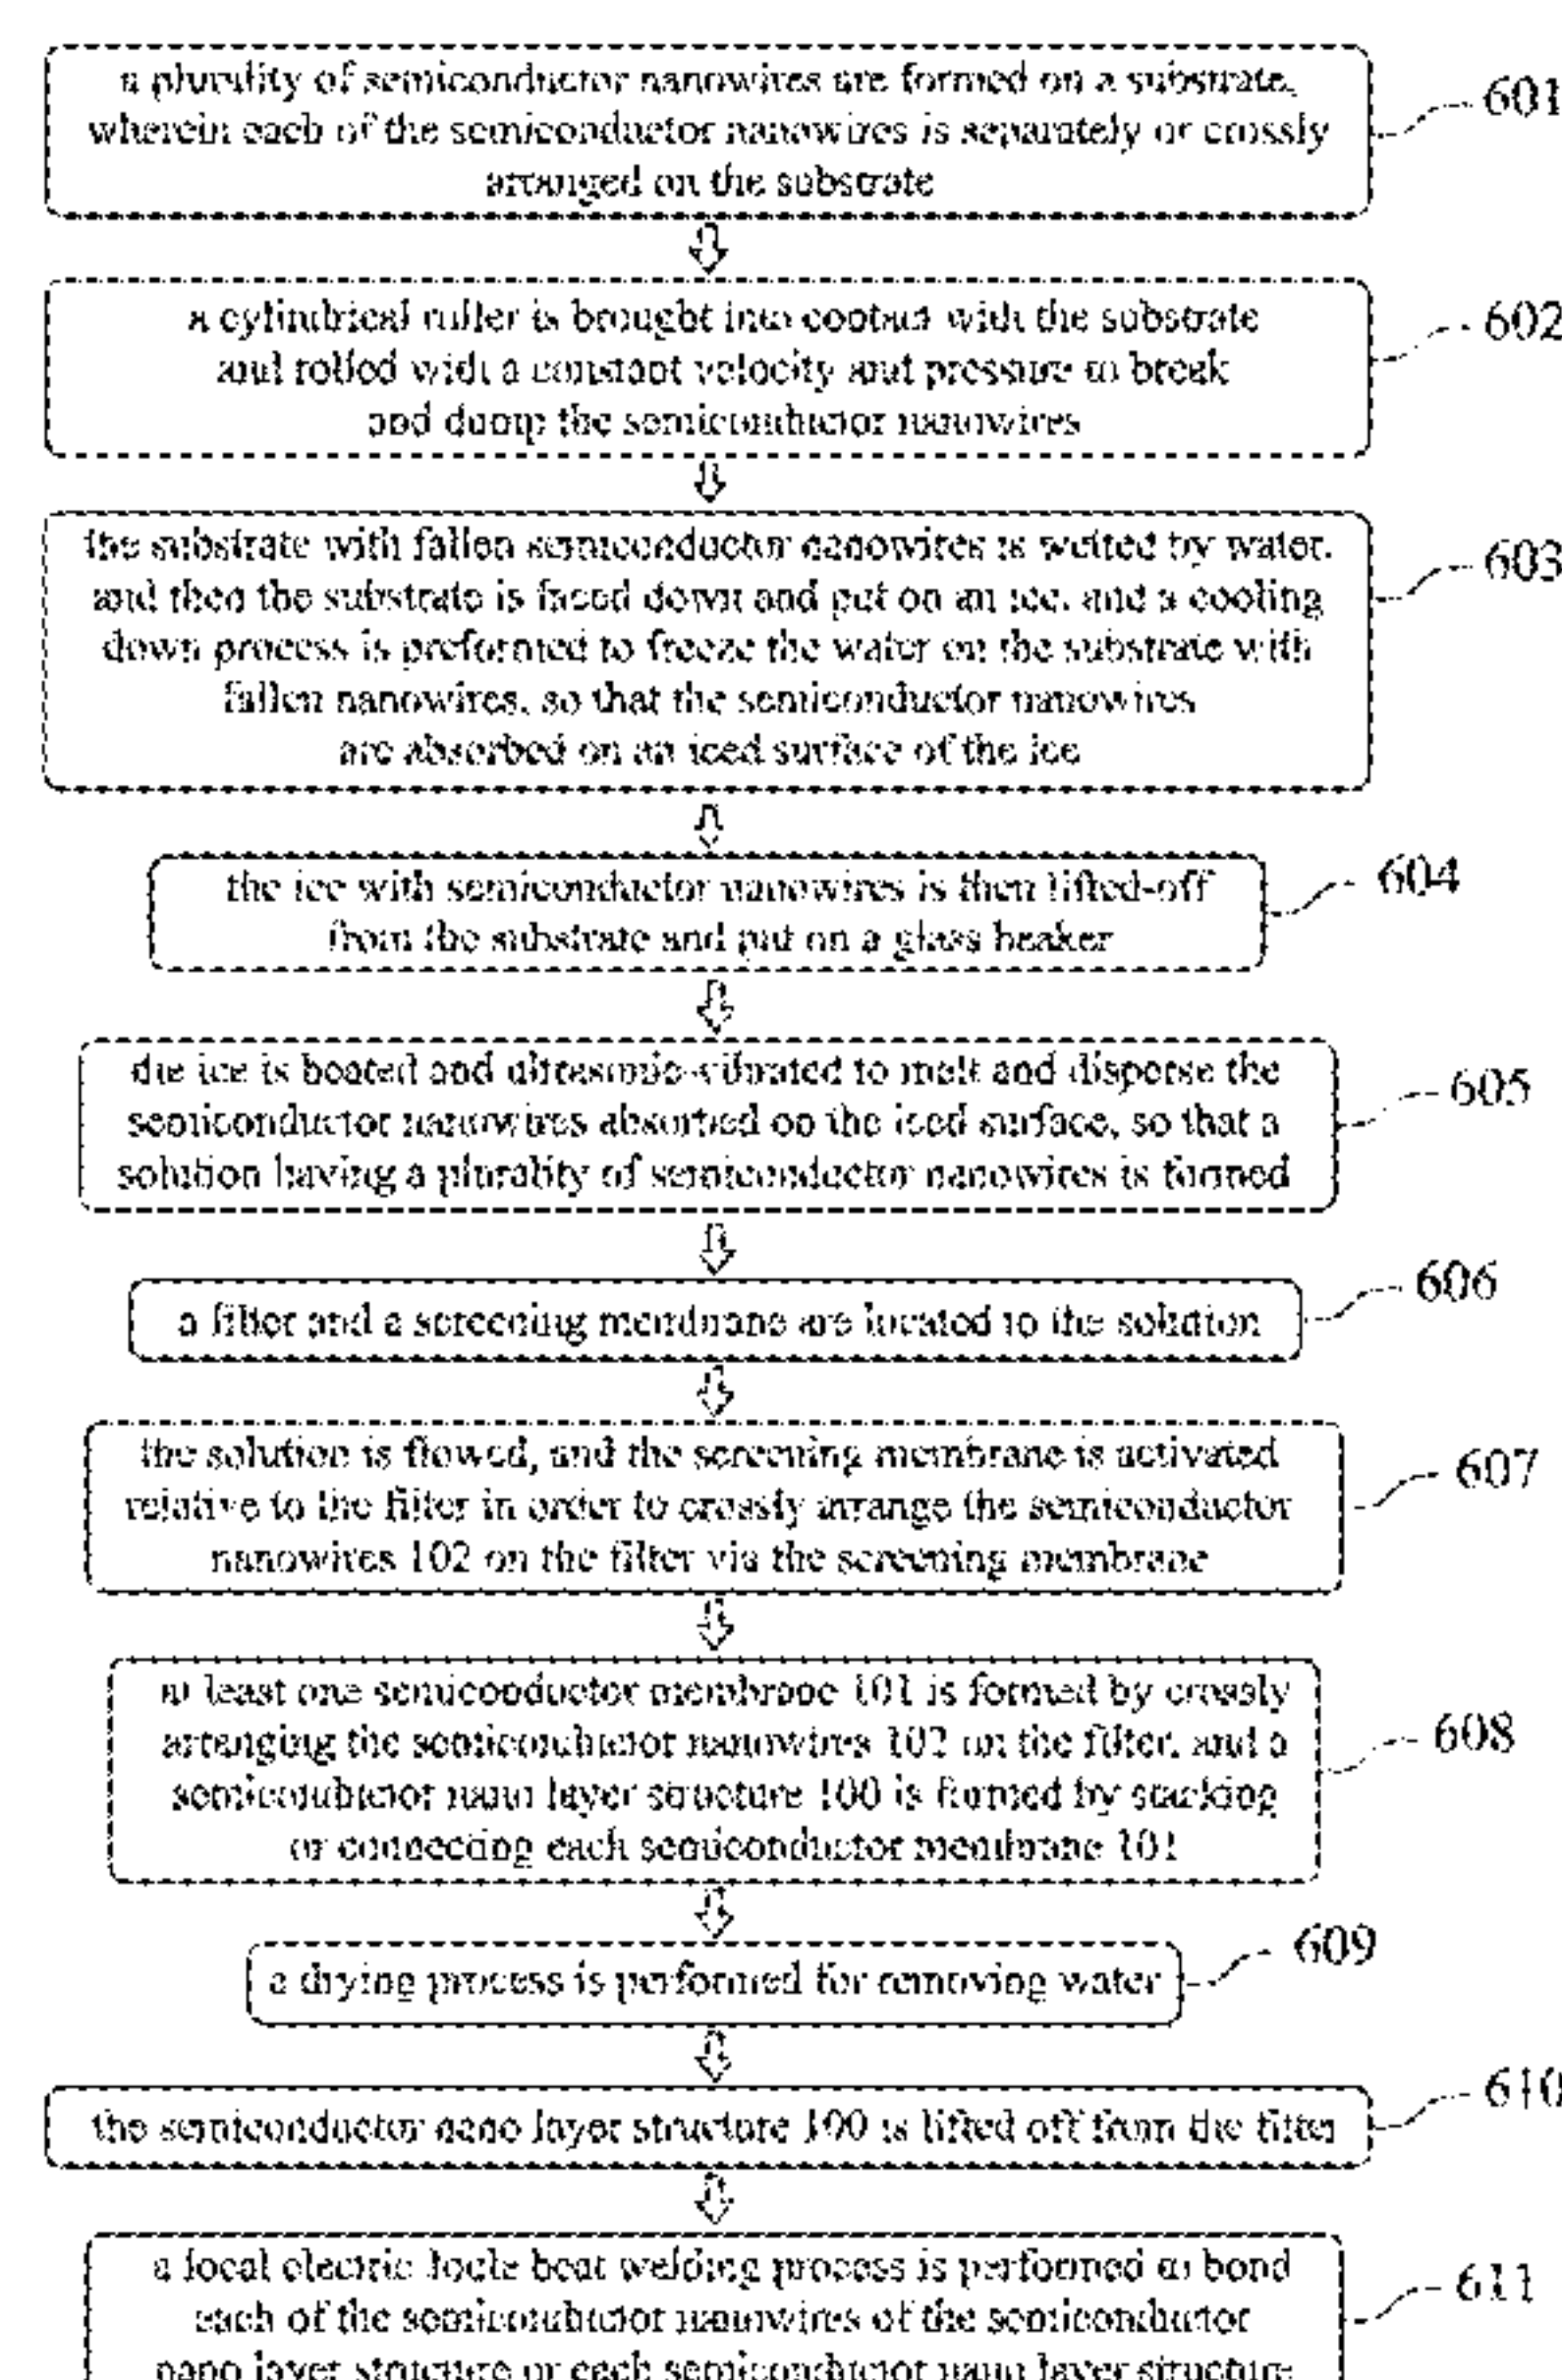 a plurality of semiconductor nanowires are formed on a substrate,
wherein each of the semiconductor nanowires is separately or crossly
arranged on the substrate
601
a cylindrical roller is brought into contact with the substrate
and rolled with a constant velocity and pressure to break
and dump the semiconductor nanowires
602
the substrate with fallen semiconductor nanowires is wetted by water,
and then the substrate is faced down and put on an ice, and a cooling
down process is preformed to freeze the water on the substrate with
fallen nanowires, so that the semiconductor nanowires
are absorbed on an iced surface of the ice
603
the ice with semiconductor nanowires is then lifted-off
from the substrate and put on a glass beaker
604
the ice is heated and ultrasonic-vibrated to melt and disperse the
semiconductor nanowires absorbed on the iced surface, so that a
solution having a plurality of semiconductor nanowires is formed
605
a filter and a screening membrane are located to the solution
606
the solution is flowed, and the screening membrane is activated
relative to the filter in order to crossly arrange the semiconductor
nanowires 102 on the filter via the screening membrane
607
at least one semiconductor membrane 101 is formed by crossly
arranging the semiconductor nanowires 102 on the filter, and a
semiconductor nano layer structure 100 is formed by stacking
or connecting each semiconductor membrane 101
608
a drying process is performed for removing water
609
the semiconductor nano layer structure 100 is lifted off from the filter
610
a local electric Joule heat welding process is performed to bond
each of the semiconductor nanowires of the semiconductor
nano layer structure or each semiconductor nano layer structure
611